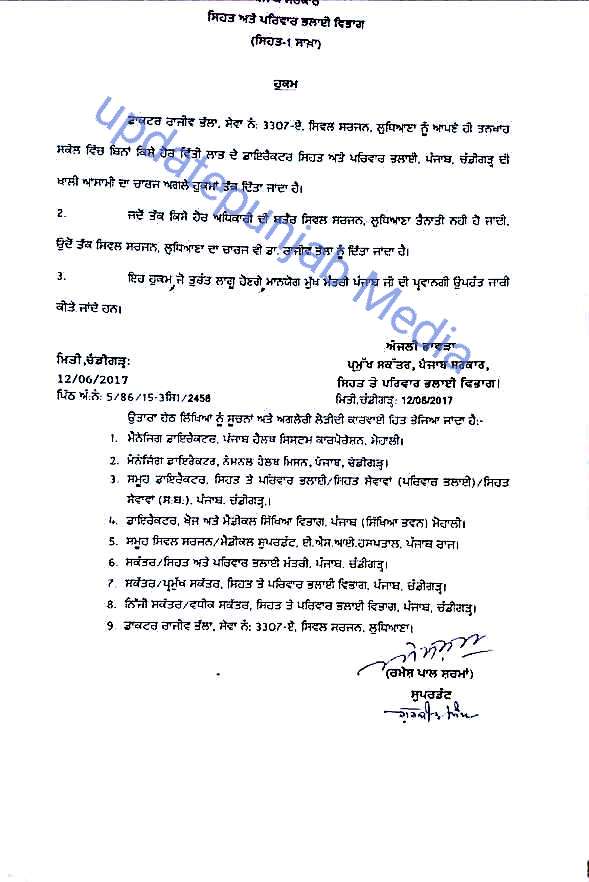 ਸਿਹਤ ਅਤੇ ਪਰਿਵਾਰ ਭਲਾਈ ਵਿਭਾਗ
(ਸਿਹਤ-1 ਸਾਖਾ)
ਹੁਕਮ
ਡਾਕਟਰ ਰਾਜੀਵ ਭੱਲਾ, ਸੇਵਾ ਨੰ: 3307-ਏ, ਸਿਵਲ ਸਰਜਨ, ਲੁਧਿਆਣਾ ਨੂੰ ਆਪਣੇ ਹੀ ਤਨਖਾਹ
ਸਕੇਲ ਵਿੱਚ ਬਿਨਾਂ ਕਿਸੇ ਹੋਰ ਵਿੱਤੀ ਲਾਭ ਦੇ ਡਾਇਰੈਕਟਰ ਸਿਹਤ ਅਤੇ ਪਰਿਵਾਰ ਭਲਾਈ, ਪੰਜਾਬ, ਚੰਡੀਗੜ੍ਹ ਦੀ
ਖਾਲੀ ਆਸਾਮੀ ਦਾ ਚਾਰਜ ਅਗਲੇ ਹੁਕਮਾਂ ਤੱਕ ਦਿੱਤਾ ਜਾਂਦਾ ਹੈ।
2. ਜਦੋਂ ਤੱਕ ਕਿਸੇ ਹੋਰ ਅਧਿਕਾਰੀ ਦੀ ਬਤੌਰ ਸਿਵਲ ਸਰਜਨ, ਲੁਧਿਆਣਾ ਤੈਨਾਤੀ ਨਹੀ ਹੋ ਜਾਂਦੀ,
ਉਦੋਂ ਤੱਕ ਸਿਵਲ ਸਰਜਨ, ਲੁਧਿਆਣਾ ਦਾ ਚਾਰਜ ਵੀ ਡਾ. ਰਾਜੀਵ ਭੱਲਾ ਨੂੰ ਦਿੱਤਾ ਜਾਂਦਾ ਹੈ।
3. ਇਹ ਹੁਕਮ, ਜੋ ਤੁਰੰਤ ਲਾਗੂ ਹੋਣਗੇ, ਮਾਨਯੋਗ ਮੁੱਖ ਮੰਤਰੀ ਪੰਜਾਬ ਜੀ ਦੀ ਪ੍ਰਵਾਨਗੀ ਉਪਰੰਤ ਜਾਰੀ
ਕੀਤੇ ਜਾਂਦੇ ਹਨ।
ਅੰਜਲੀ ਭਾਵੜਾ
ਮਿਤੀ,ਚੰਡੀਗੜ੍ਹ: ਪ੍ਰਮੁੱਖ ਸਕੱਤਰ, ਪੰਜਾਬ ਸਰਕਾਰ,
12/06/2017 ਸਿਹਤ ਤੇ ਪਰਿਵਾਰ ਭਲਾਈ ਵਿਭਾਗ।
ਪਿੱਠ ਅੰ.ਨੰ: 5/86/15-3ਸਿ1/2458 ਮਿਤੀ,ਚੰਡੀਗੜ੍ਹ: 12/06/2017
ਉਤਾਰਾ ਹੇਠ ਲਿੱਖਿਆ ਨੂੰ ਸੂਚਨਾਂ ਅਤੇ ਅਗਲੇਰੀ ਲੋੜੀਂਦੀ ਕਾਰਵਾਈ ਹਿਤ ਭੇਜਿਆ ਜਾਂਦਾ ਹੈ:-
1. ਮੈਨੇਜਿਗ ਡਾਇਰੈਕਟਰ, ਪੰਜਾਬ ਹੈਲਥ ਸਿਸਟਮ ਕਾਰਪੋਰੇਸ਼ਨ, ਮੋਹਾਲੀ।
2. ਮੈਨੇਜਿੰਗ ਡਾਇਰੈਕਟਰ, ਨੈਸ਼ਨਲ ਹੈਲਥ ਮਿਸ਼ਨ, ਪੰਜਾਬ, ਚੰਡੀਗੜ੍ਹ।
3. ਸਮੂਹ ਡਾਇਰੈਕਟਰ, ਸਿਹਤ ਤੇ ਪਰਿਵਾਰ ਭਲਾਈ/ਸਿਹਤ ਸੇਵਾਵਾਂ (ਪਰਿਵਾਰ ਭਲਾਈ)/ਸਿਹਤ
ਸੇਵਾਵਾਂ (ਸ.ਬ.), ਪੰਜਾਬ, ਚੰਡੀਗੜ੍ਹ,।
4. ਡਾਇਰੈਕਟਰ, ਖੋਜ ਅਤੇ ਮੈਡੀਕਲ ਸਿੱਖਿਆ ਵਿਭਾਗ, ਪੰਜਾਬ (ਸਿੱਖਿਆ ਭਵਨ) ਮੋਹਾਲੀ।
5. ਸਮੂਹ ਸਿਵਲ ਸਰਜਨ/ਮੈਡੀਕਲ ਸੁਪਰਡੰਟ, ਈ.ਐਸ.ਆਈ.ਹਸਪਤਾਲ, ਪੰਜਾਬ ਰਾਜ।
6. ਸਕੱਤਰ/ਸਿਹਤ ਅਤੇ ਪਰਿਵਾਰ ਭਲਾਈ ਮੰਤਰੀ, ਪੰਜਾਬ, ਚੰਡੀਗੜ੍ਹ।
7. ਸਕੱਤਰ/ਪ੍ਰਮੁੱਖ ਸਕੱਤਰ, ਸਿਹਤ ਤੇ ਪਰਿਵਾਰ ਭਲਾਈ ਵਿਭਾਗ, ਪੰਜਾਬ, ਚੰਡੀਗੜ੍ਹ।
8. ਨਿੱਜੀ ਸਕੱਤਰ/ਵਧੀਕ ਸਕੱਤਰ, ਸਿਹਤ ਤੇ ਪਰਿਵਾਰ ਭਲਾਈ ਵਿਭਾਗ, ਪੰਜਾਬ, ਚੰਡੀਗੜ੍ਹ।
9. ਡਾਕਟਰ ਰਾਜੀਵ ਭੱਲਾ, ਸੇਵਾ ਨੰ: 3307-ਏ, ਸਿਵਲ ਸਰਜਨ, ਲੁਧਿਆਣਾ।
(ਰਮੇਸ਼ ਪਾਲ ਸ਼ਰਮਾਂ)
ਸੁਪਰਡੰਟ
updatepunjab Media